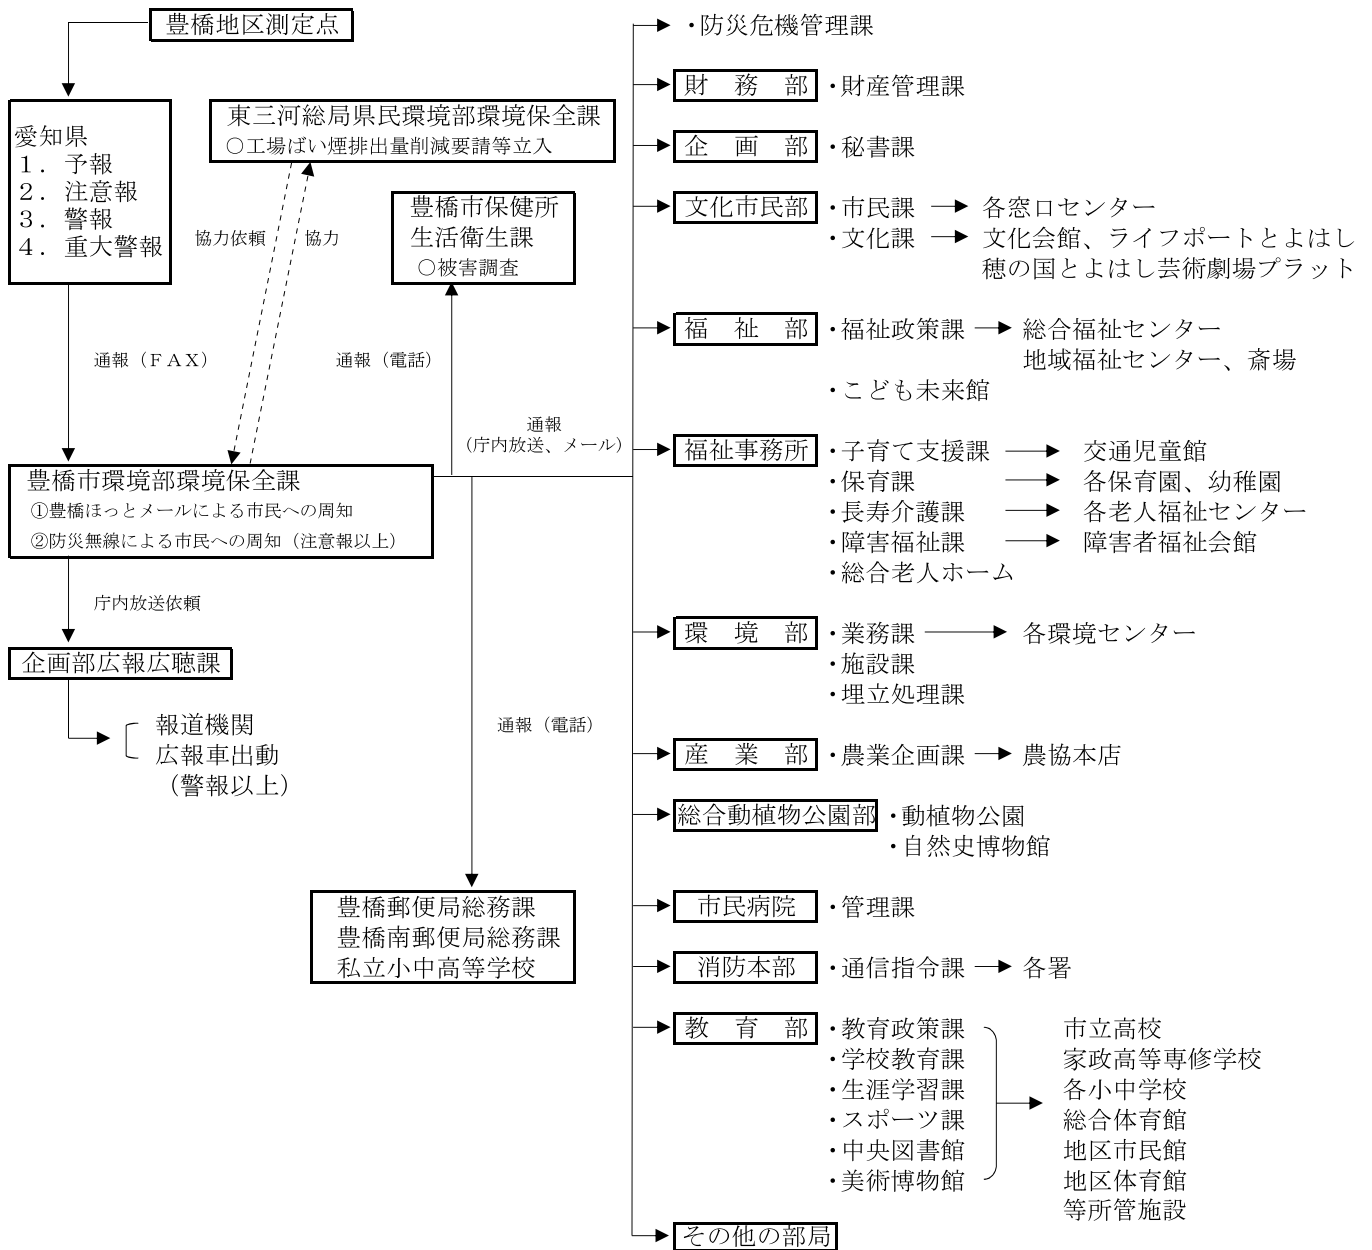 豊橋地区測定点
愛知県
１．予報
２．注意報
３．警報
４．重大警報
東三河総局県民環境部環境保全課
○工場ばい煙排出量削減要請等立入
豊橋市保健所
生活衛生課
○被害調査
協力依頼
協力
通報（ＦＡＸ）
通報（電話）
通報
（庁内放送、メール）
豊橋市環境部環境保全課
①豊橋ほっとメールによる市民への周知
②防災無線による市民への周知（注意報以上）
庁内放送依頼
企画部広報広聴課
報道機関
広報車出動
（警報以上）
通報（電話）
豊橋郵便局総務課
豊橋南郵便局総務課
私立小中高等学校
・防災危機管理課
財　務　部 ・財産管理課
企　画　部 ・秘書課
文化市民部 ・市民課 各窓口センター
・文化課 文化会館、ライフポートとよはし
穂の国とよはし芸術劇場プラット
福　祉　部 ・福祉政策課 総合福祉センター
地域福祉センター、斎場
・こども未来館
福祉事務所 ・子育て支援課 交通児童館
・保育課 各保育園、幼稚園
・長寿介護課 各老人福祉センター
・障害福祉課 障害者福祉会館
・総合老人ホーム
環　境　部 ・業務課 各環境センター
・施設課
・埋立処理課
産　業　部 ・農業企画課 農協本店
総合動植物公園部 ・動植物公園
・自然史博物館
市民病院 ・管理課
消防本部 ・通信指令課 各署
教　育　部 ・教育政策課 市立高校
・学校教育課 家政高等専修学校
・生涯学習課 各小中学校
・スポーツ課 総合体育館
・中央図書館 地区市民館
・美術博物館 地区体育館
等所管施設
その他の部局